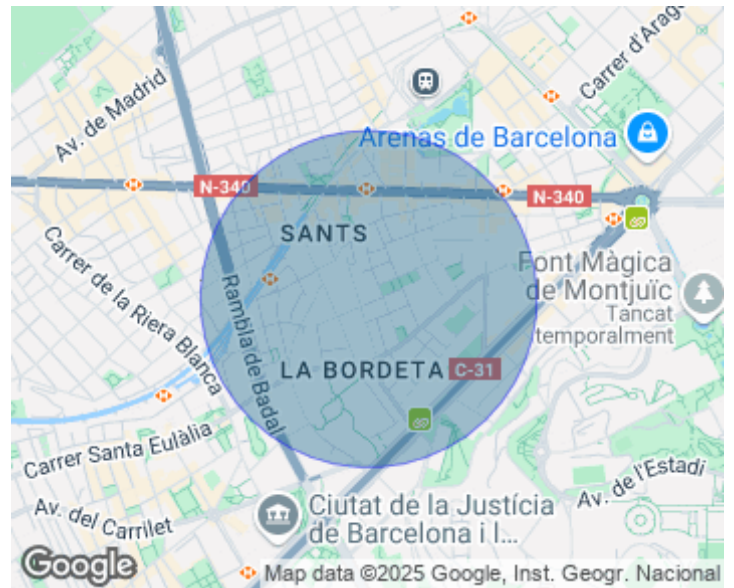 Carrer d'Arag
Av. de Madrid
Arenas de Barcelona
N-340
N-340
SANTS
Carrer de la Riera Blanca
Rambla de Badal
Font Màgica
de Montjuïc
Tancat
temporalment
LA BORDETA
C-31
Carrer Santa Eulàlia
Av. de l'Estadi
Av. del Carrilet
Ciutat de la Justícia
de Barcelona i l...
Google
Map data ©2025 Google, Inst. Geogr. Nacional